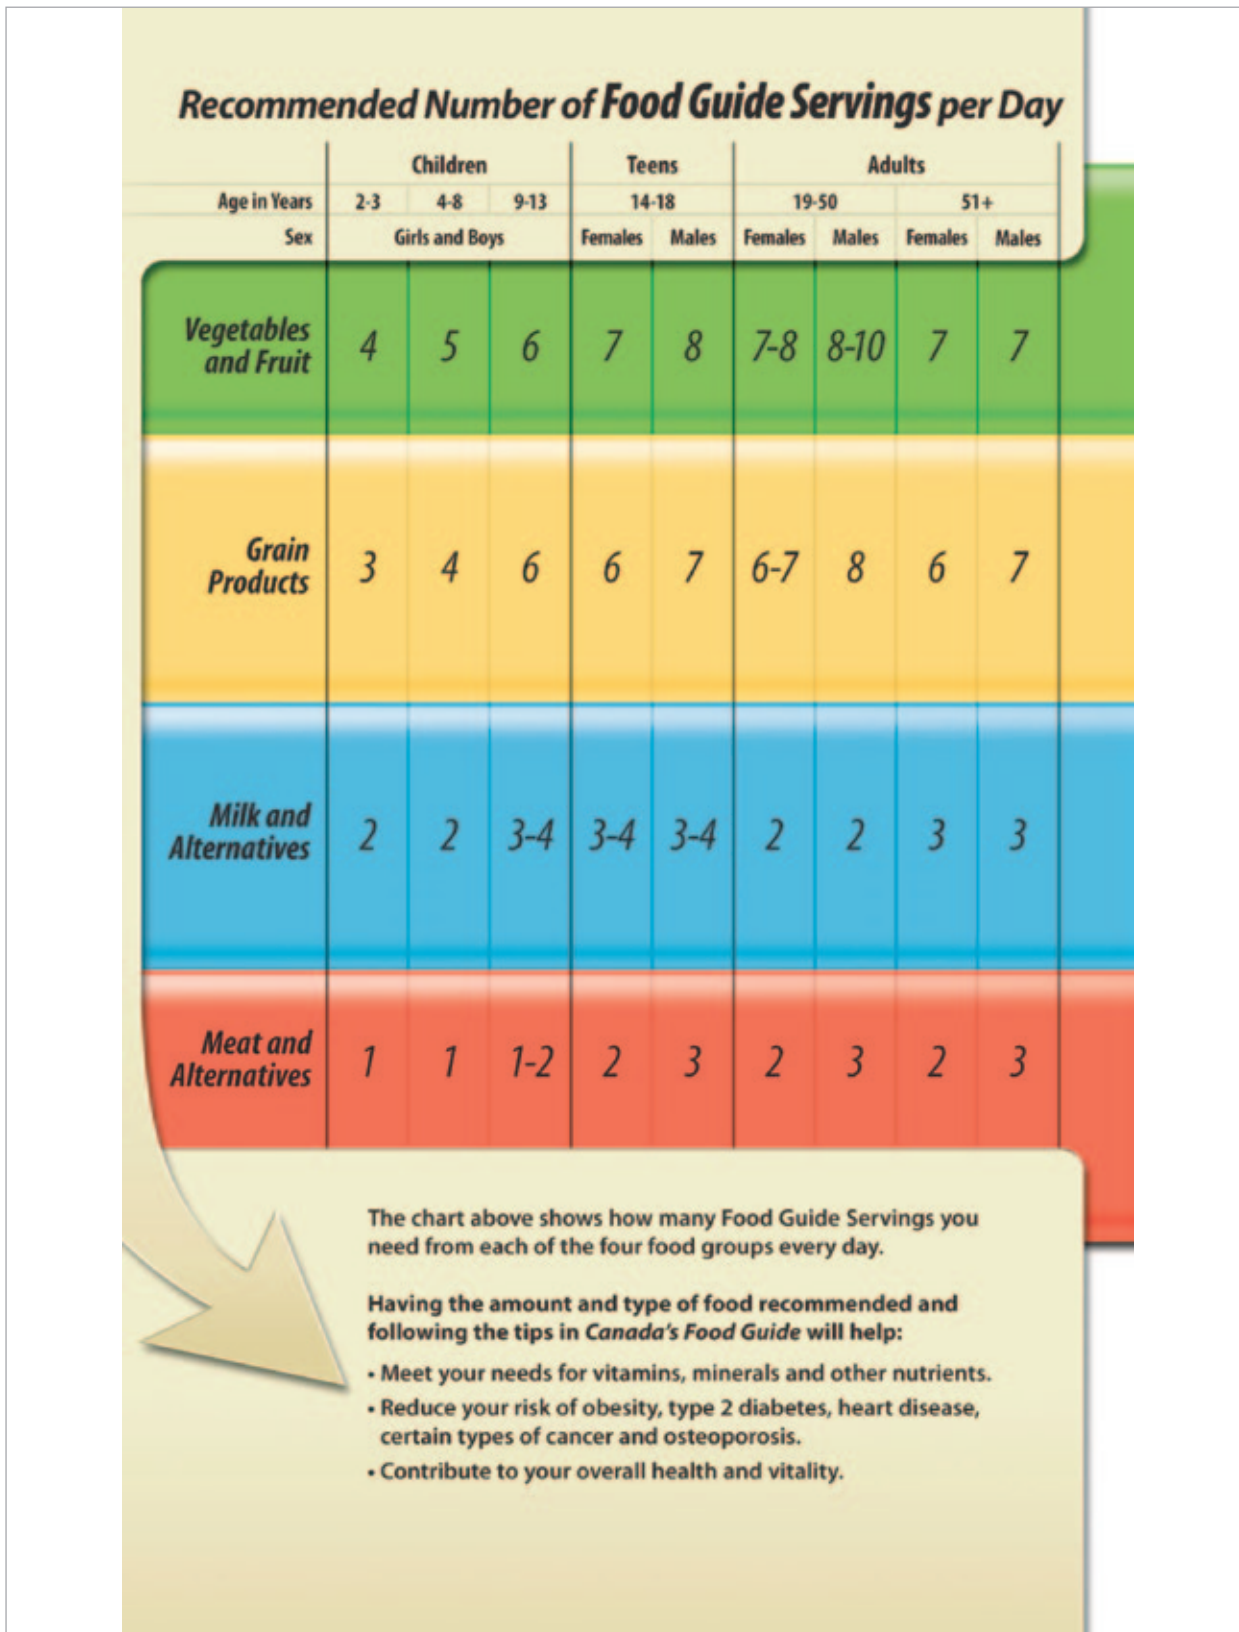 Recommended Number of Food Guide Servings per Day
Children Teens Adults
Age in Years 2-3 4-8 9-13 14-18 19-50 51+
Sex Girls and Boys Females Males Females Males Females Males
Vegetables
and Fruit 4 5 6 7 8 7-8 8-10 7 7
Grain
Products 3 4 6 6 7 6-7 8 6 7
Milk and
Alternatives 2 2 3-4 3-4 3-4 2 2 3 3
Meat and
Alternatives 1 1 1-2 2 3 2 3 2 3
The chart above shows how many Food Guide Servings you
need from each of the four food groups every day.
Having the amount and type of food recommended and
following the tips in Canada's Food Guide will help:
• Meet your needs for vitamins, minerals and other nutrients.
• Reduce your risk of obesity, type 2 diabetes, heart disease,
certain types of cancer and osteoporosis.
• Contribute to your overall health and vitality.